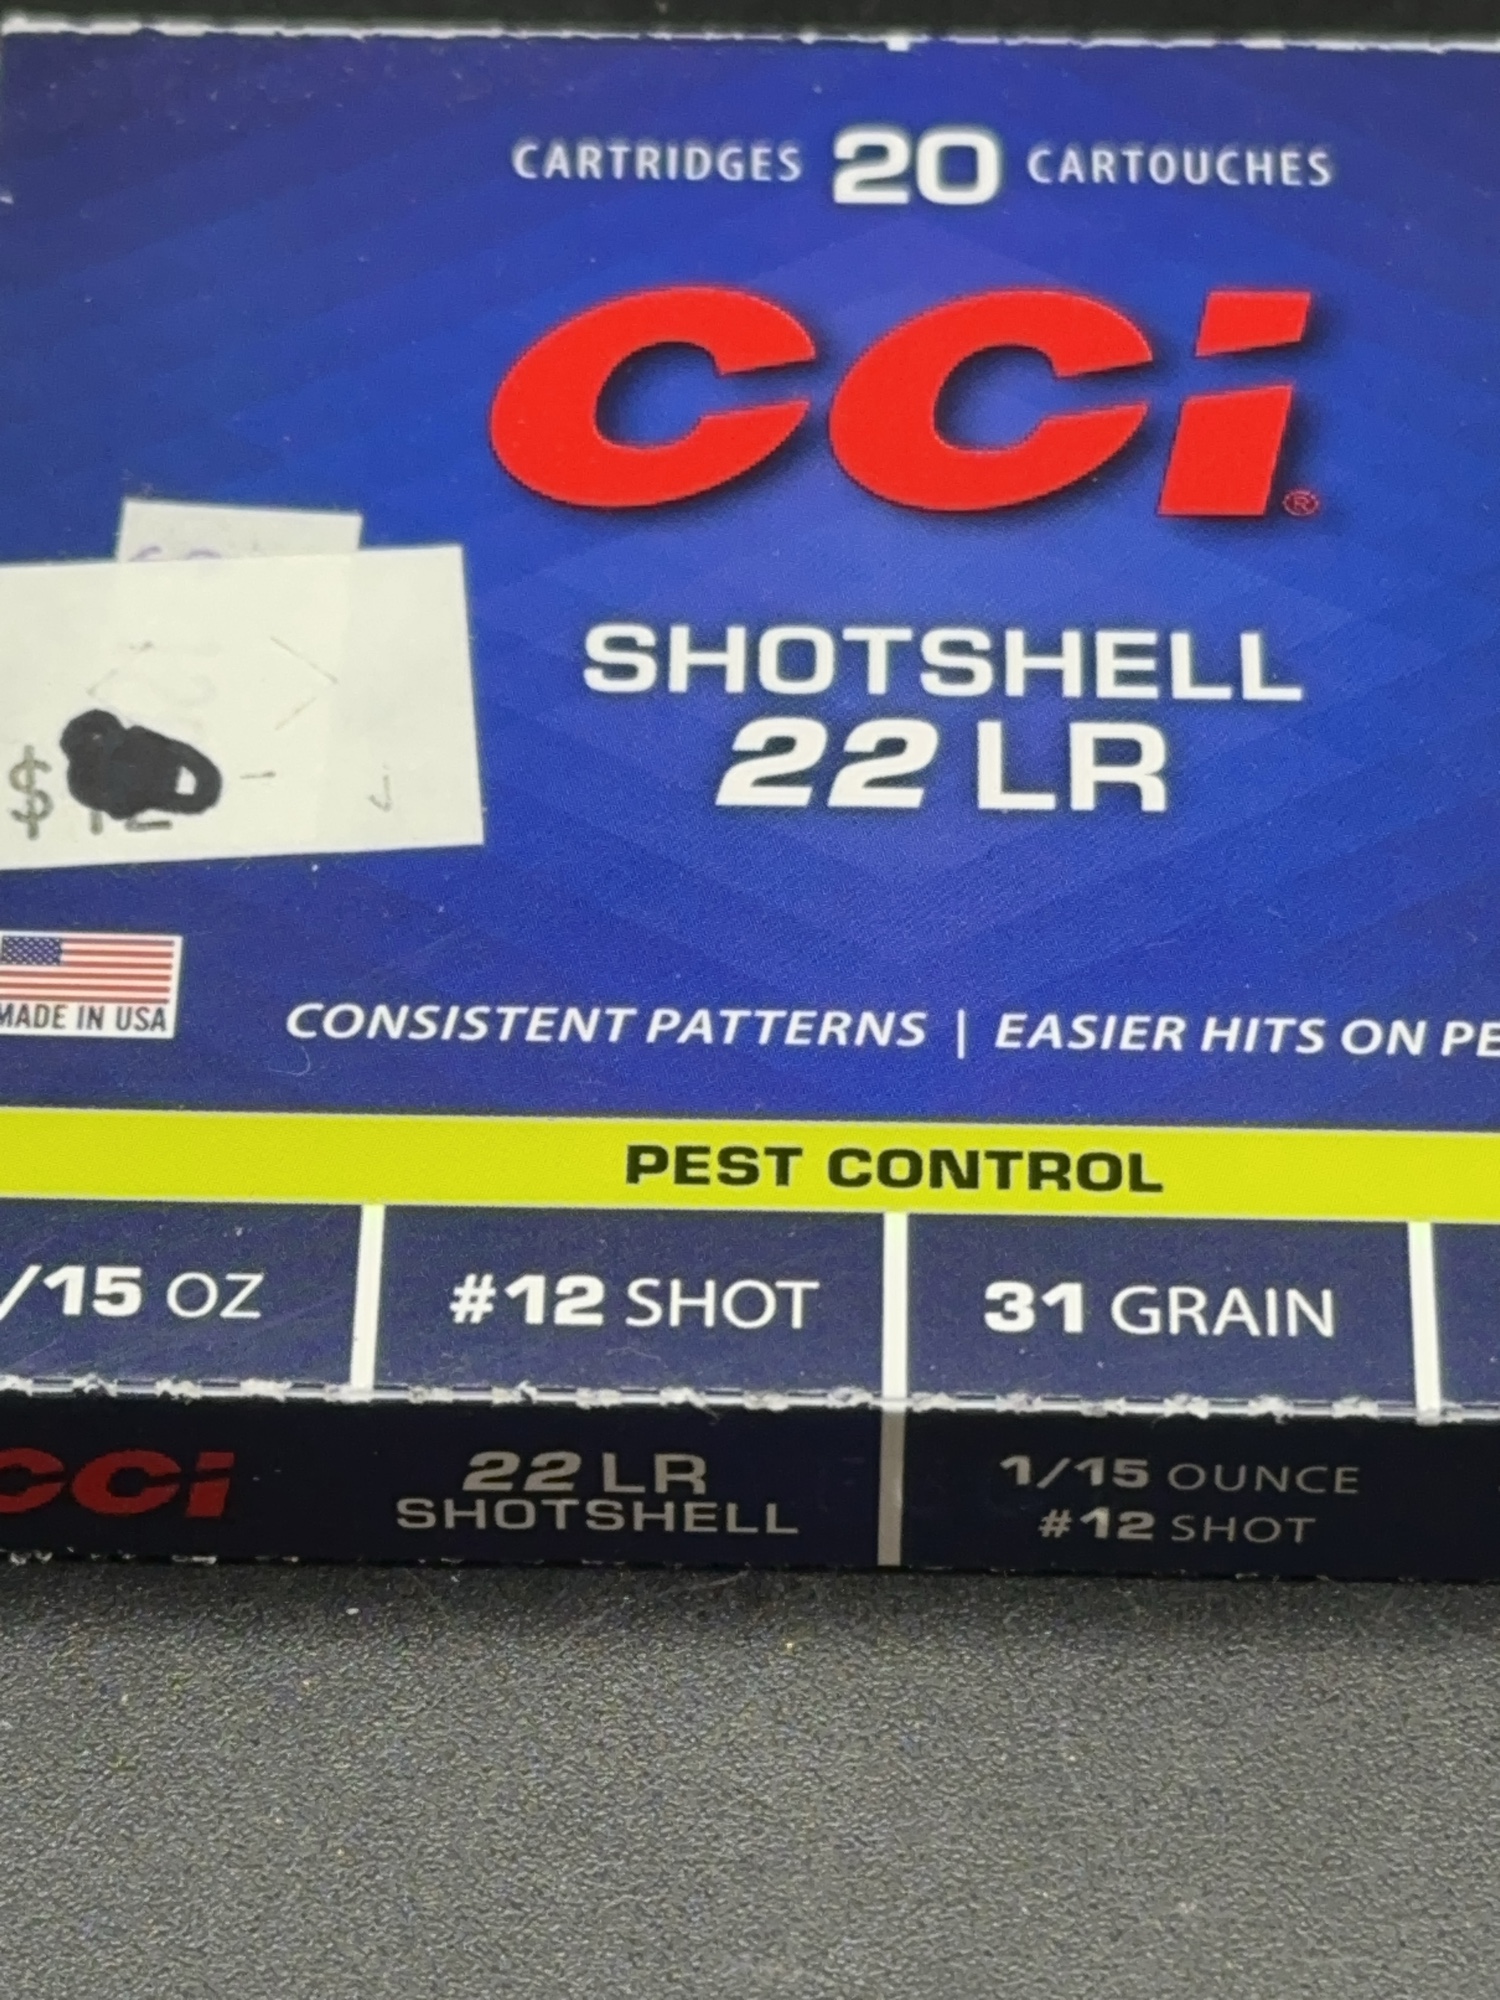 CARTRIDGES 20 CARTOUCHES
CCi®
SHOTSHELL
22 LR
$
MADE IN USA
CONSISTENT PATTERNS | EASIER HITS ON PE
PEST CONTROL
/15 OZ
#12 SHOT
31 GRAIN
CCi
22 LR
SHOTSHELL
1/15 OUNCE
#12 SHOT